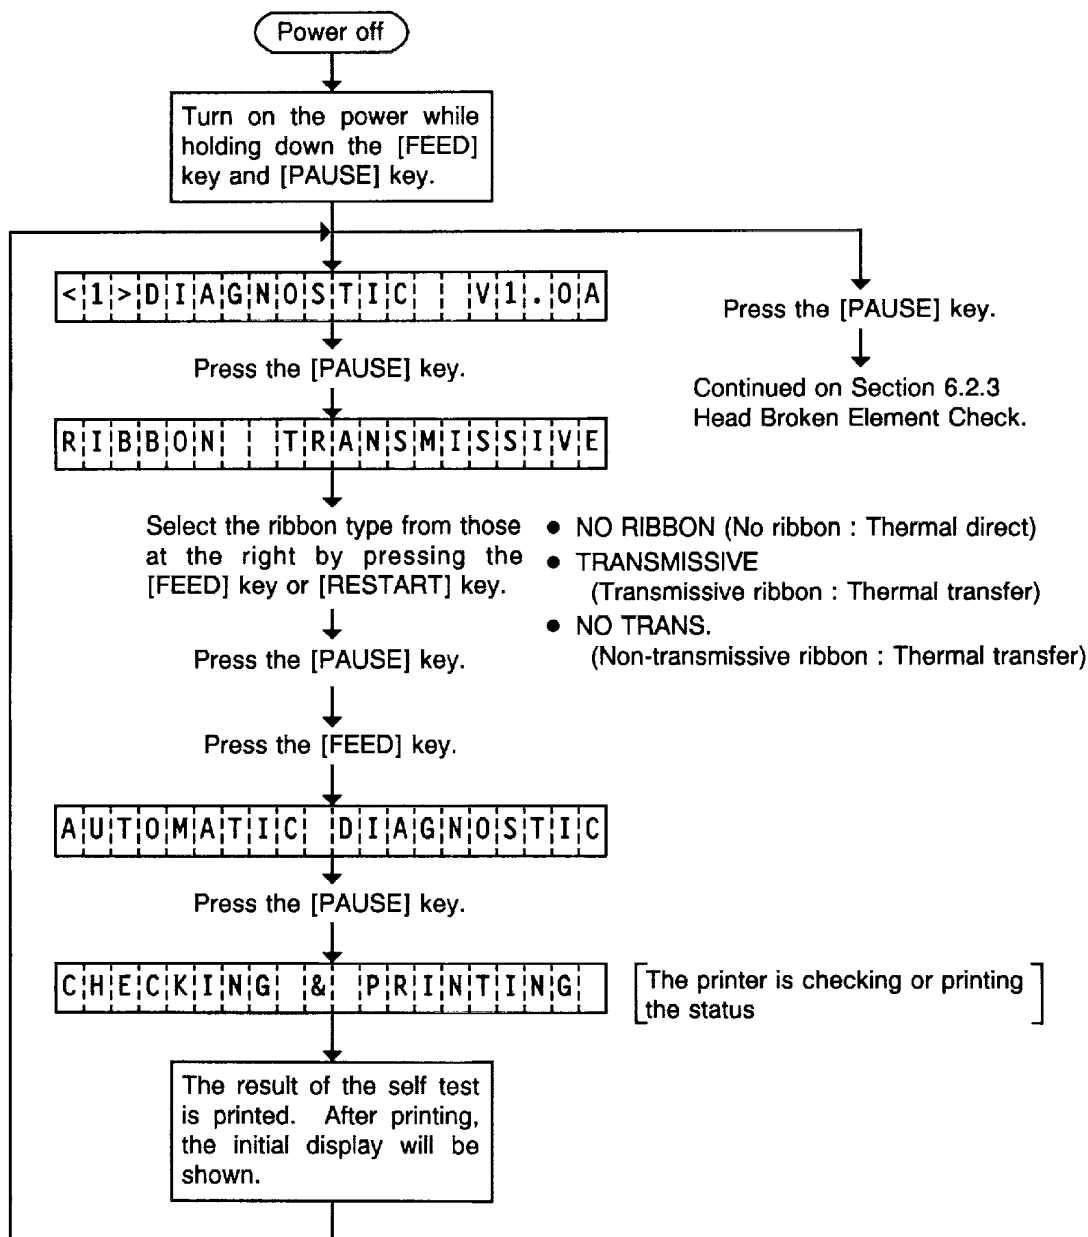 Power off
Turn on the power while
holding down the [FEED]
key and [PAUSE] key.
<1>DIAGNOSTIC  V1.0A
Press the [PAUSE] key.
Press the [PAUSE] key.
Continued on Section 6.2.3
Head Broken Element Check.
RIBBON  TRANSMISSIVE
Select the ribbon type from those
at the right by pressing the
[FEED] key or [RESTART] key.
● NO RIBBON (No ribbon : Thermal direct)
● TRANSMISSIVE
(Transmissive ribbon : Thermal transfer)
● NO TRANS.
(Non-transmissive ribbon : Thermal transfer)
Press the [PAUSE] key.
Press the [FEED] key.
AUTOMATIC DIAGNOSTIC
Press the [PAUSE] key.
CHECKING & PRINTING
[The printer is checking or printing
the status]
The result of the self test
is printed. After printing,
the initial display will be
shown.